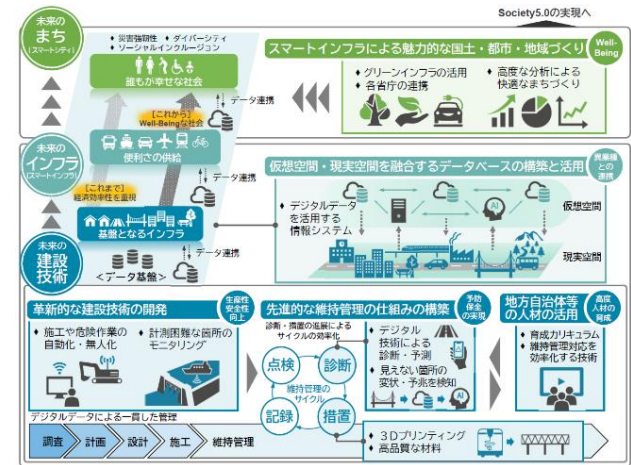 Society5.0の実現へ
未来の
まち
(スマートシティ)
♦ 災害強靭性 ♦ ダイバーシティ
♦ ソーシャルインクルージョン
誰もが幸せな社会
スマートインフラによる魅力的な国土・都市・地域づくり
Well-
Being
♦ グリーンインフラの活用
♦ 各省庁の連携
♦ 高度な分析による
快適なまちづくり
データ連携
【これから】
Well-Beingな社会
未来の
インフラ
(スマートインフラ)
便利さの供給
データ連携
【これまで】
経済効率性を重視
基盤となるインフラ
データ連携
<データ基盤>
仮想空間・現実空間を融合するデータベースの構築と活用
異業種
との
連携
♦ デジタルデータ
を活用する
情報システム
AI
仮想空間
現実空間
未来の
建設
技術
革新的な建設技術の開発
生産性
安全性
向上
♦ 施工や危険作業の
自動化・無人化
♦ 計測困難な箇所の
モニタリング
先進的な維持管理の仕組みの構築
予防
保全
の実現
診断・措置の進展による
サイクルの効率化
点検
診断
維持管理の
サイクル
記録
措置
♦ デジタル
技術による
診断・予測
♦ 見えない箇所の
変状・予兆を検知
AI
地方自治体等
の人材の活用
高度
人材の
育成
♦ 育成カリキュラム
♦ 維持管理対応を
効率化する技術
デジタルデータによる一貫した管理
調査
計画
設計
施工
維持管理
♦ 3Dプリンティング
♦ 高品質な材料